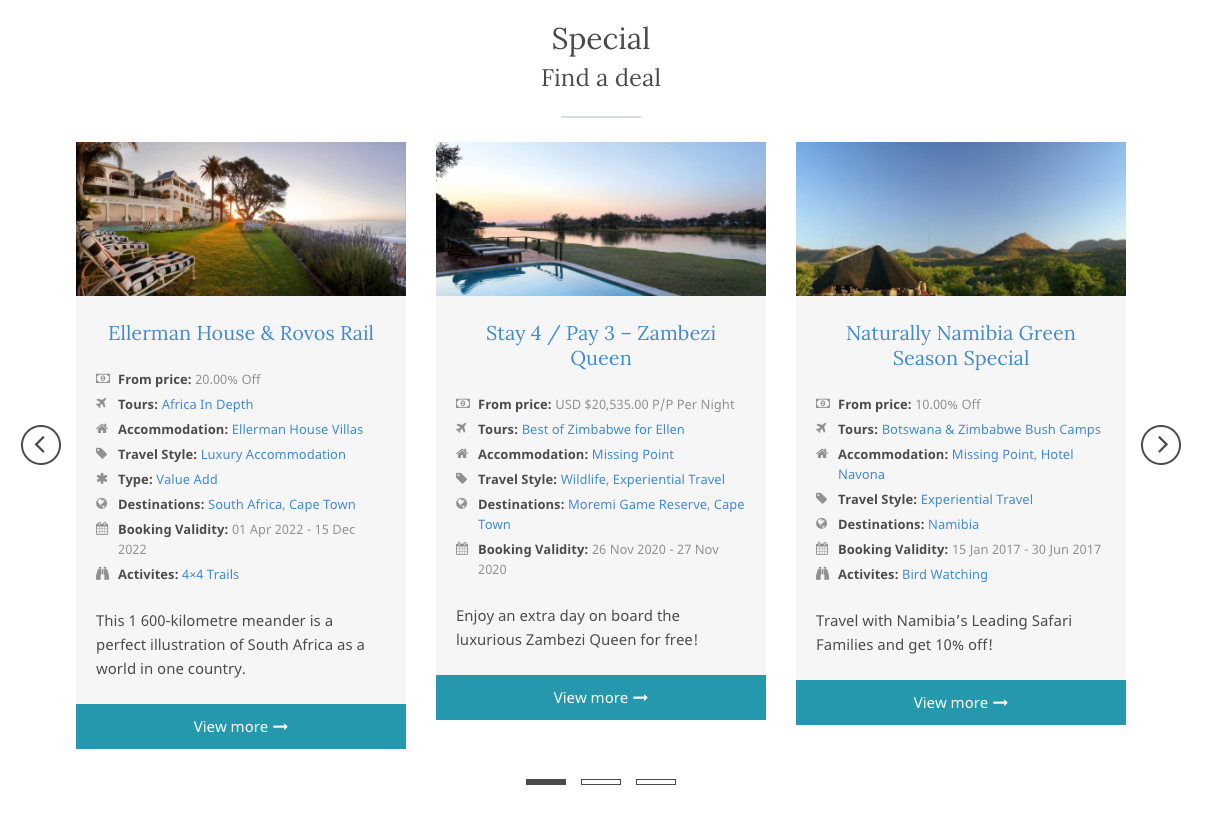 Special
Find a deal
Ellerman House & Rovos Rail
From price: 20.00% Off
Tours: Africa In Depth
Accommodation: Ellerman House Villas
Travel Style: Luxury Accommodation
Type: Value Add
Destinations: South Africa, Cape Town
Booking Validity: 01 Apr 2022 - 15 Dec
2022
Activites: 4×4 Trails
This 1 600-kilometre meander is a
perfect illustration of South Africa as a
world in one country.
View more
Stay 4 / Pay 3 – Zambezi
Queen
From price: USD $20,535.00 P/P Per Night
Tours: Best of Zimbabwe for Ellen
Accommodation: Missing Point
Travel Style: Wildlife, Experiential Travel
Destinations: Moremi Game Reserve, Cape
Town
Booking Validity: 26 Nov 2020 - 27 Nov
2020
Enjoy an extra day on board the
luxurious Zambezi Queen for free!
View more
Naturally Namibia Green
Season Special
From price: 10.00% Off
Tours: Botswana & Zimbabwe Bush Camps
Accommodation: Missing Point, Hotel
Navona
Travel Style: Experiential Travel
Destinations: Namibia
Booking Validity: 15 Jan 2017 - 30 Jun 2017
Activites: Bird Watching
Travel with Namibia’s Leading Safari
Families and get 10% off!
View more